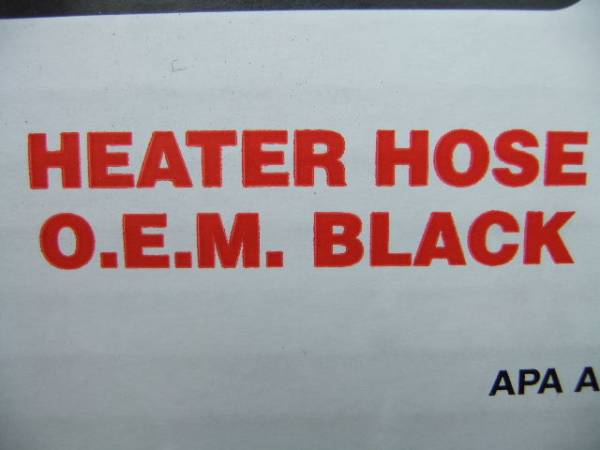 HEATER HOSE
O.E.M. BLACK
APA A